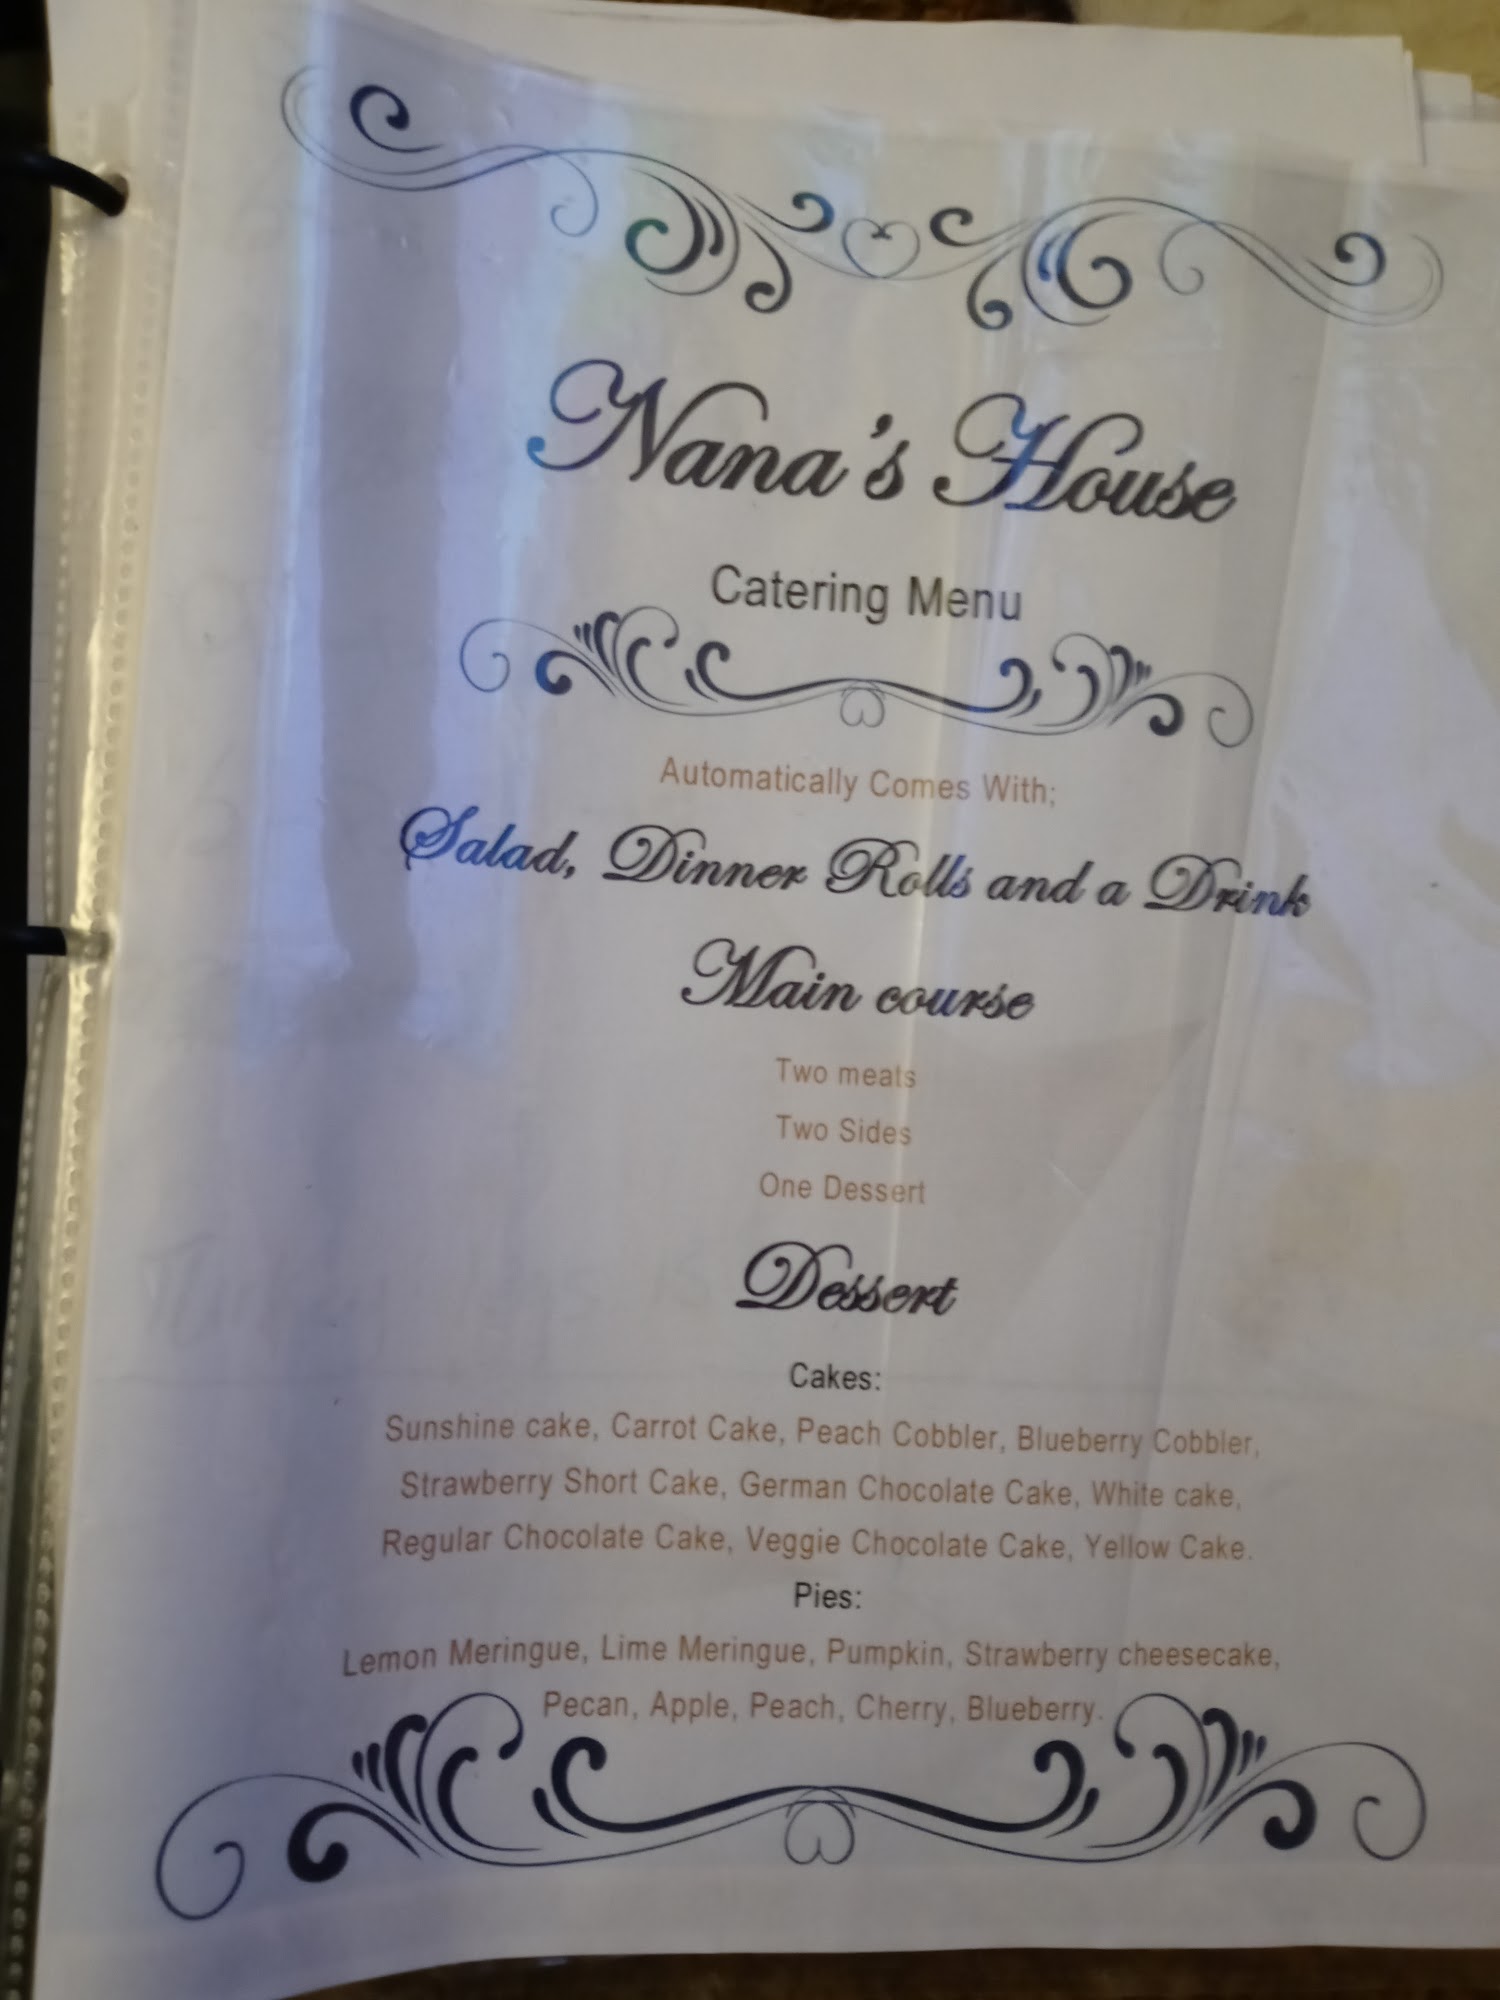 Nana's House
Catering Menu
Automatically Comes With;
Salad, Dinner Rolls and a Drink
Main course
Two meats
Two Sides
One Dessert
Dessert
Cakes:
Sunshine cake, Carrot Cake, Peach Cobbler, Blueberry Cobbler,
Strawberry Short Cake, German Chocolate Cake, White cake,
Regular Chocolate Cake, Veggie Chocolate Cake, Yellow Cake.
Pies:
Lemon Meringue, Lime Meringue, Pumpkin, Strawberry cheesecake,
Pecan, Apple, Peach, Cherry, Blueberry.